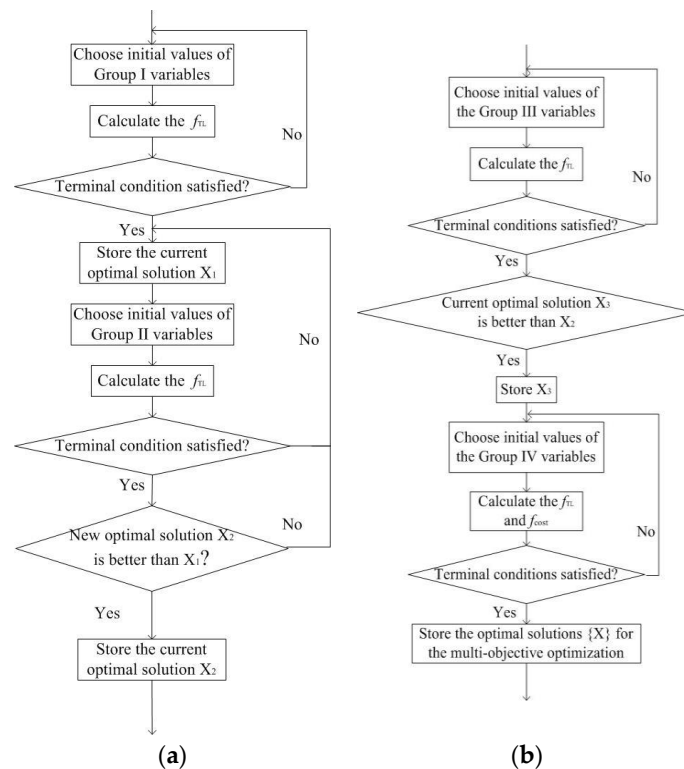 Choose initial values of
Group I variables
Calculate the fTL
No
Terminal condition satisfied?
Yes
Store the current
optimal solution X1
Choose initial values of
Group II variables
No
Calculate the fTL
Terminal condition satisfied?
Yes
New optimal solution X2
is better than X1?
No
Yes
Store the current
optimal solution X2
(a)
Choose initial values of
the Group III variables
No
Calculate the fTL
Terminal conditions satisfied?
Yes
Current optimal solution X3
is better than X2
Yes
Store X3
Choose initial values of
the Group IV variables
Calculate the fTL
and fcost
No
Terminal conditions satisfied?
Yes
Store the optimal solutions {X} for
the multi-objective optimization
(b)